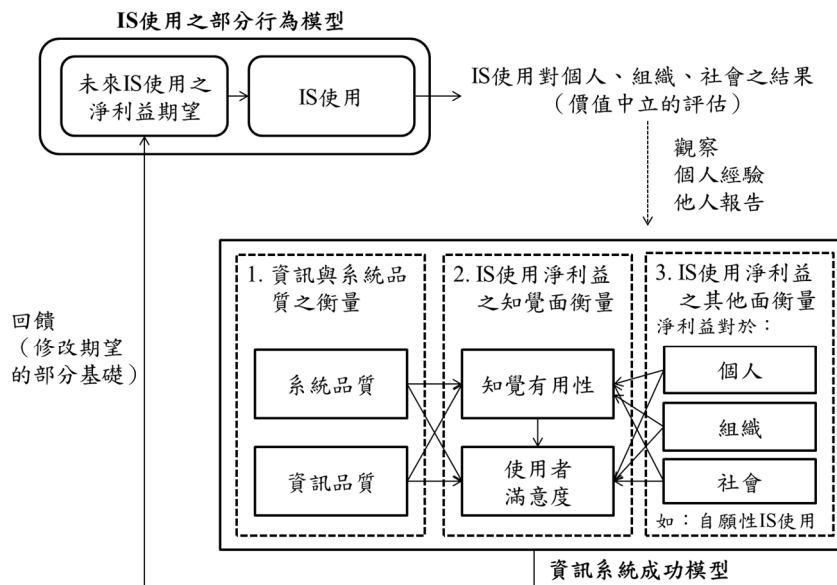 IS使用之部分行為模型
未來IS使用之
淨利益期望
IS使用
IS使用對個人、組織、社會之結果
（價值中立的評估）
觀察
個人經驗
他人報告
回饋
（修改期望
的部分基礎）
1. 資訊與系統品
質之衡量
系統品質
資訊品質
2. IS使用淨利益
之知覺面衡量
知覺有用性
使用者
滿意度
3. IS使用淨利益
之其他面衡量
淨利益對於：
個人
組織
社會
如：自願性IS使用
資訊系統成功模型